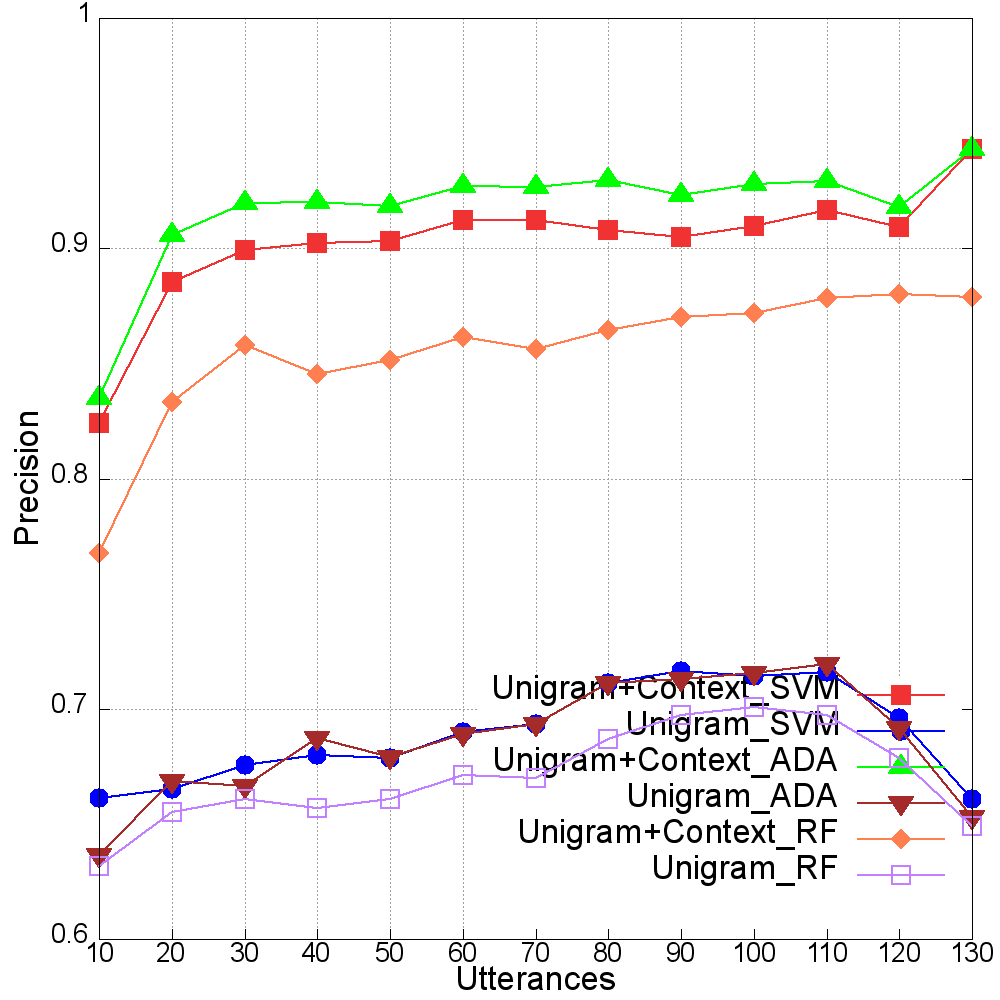 1
0.9
0.8
0.7
0.6
Precision
Unigram+Context_SVM
Unigram_SVM
Unigram+Context_ADA
Unigram_ADA
Unigram+Context_RF
Unigram_RF
10 20 30 40 50 60 70 80 90 100 110 120 130
Utterances